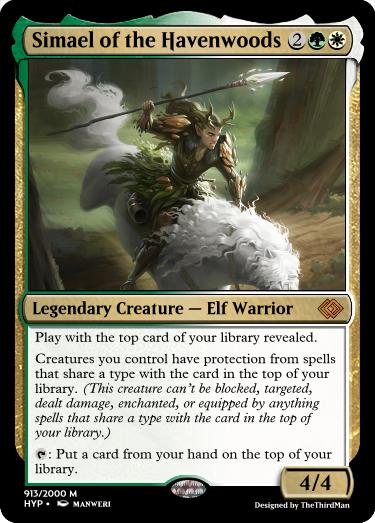 Simael of the Havenwoods 2
Legendary Creature — Elf Warrior
Play with the top card of your library revealed.
Creatures you control have protection from spells
that share a type with the card in the top of your
library. (This creature can't be blocked, targeted,
dealt damage, enchanted, or equipped by anything
spells that share a type with the card in the top of
your library.)
: Put a card from your hand on the top of your
library.
4/4
913/2000 M
HYP • MANWERI
Designed by TheThirdMan